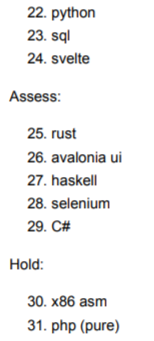 22. python
23. sql
24. svelte
Assess:
25. rust
26. avalonia ui
27. haskell
28. selenium
29. C#
Hold:
30. x86 asm
31. php (pure)